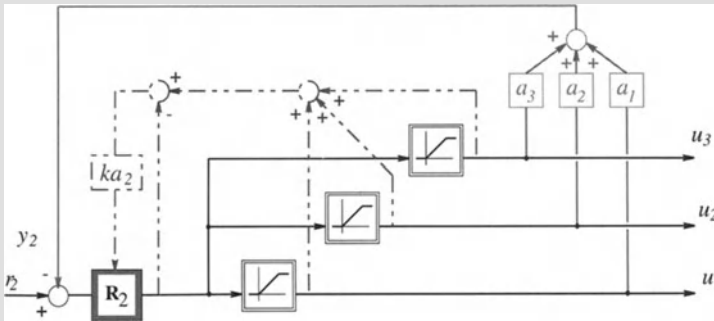 + +
+ +
a3 a2 a1
+
-
+ + + +
u3
ka2
y2
u2
-
r2
+
R2
u